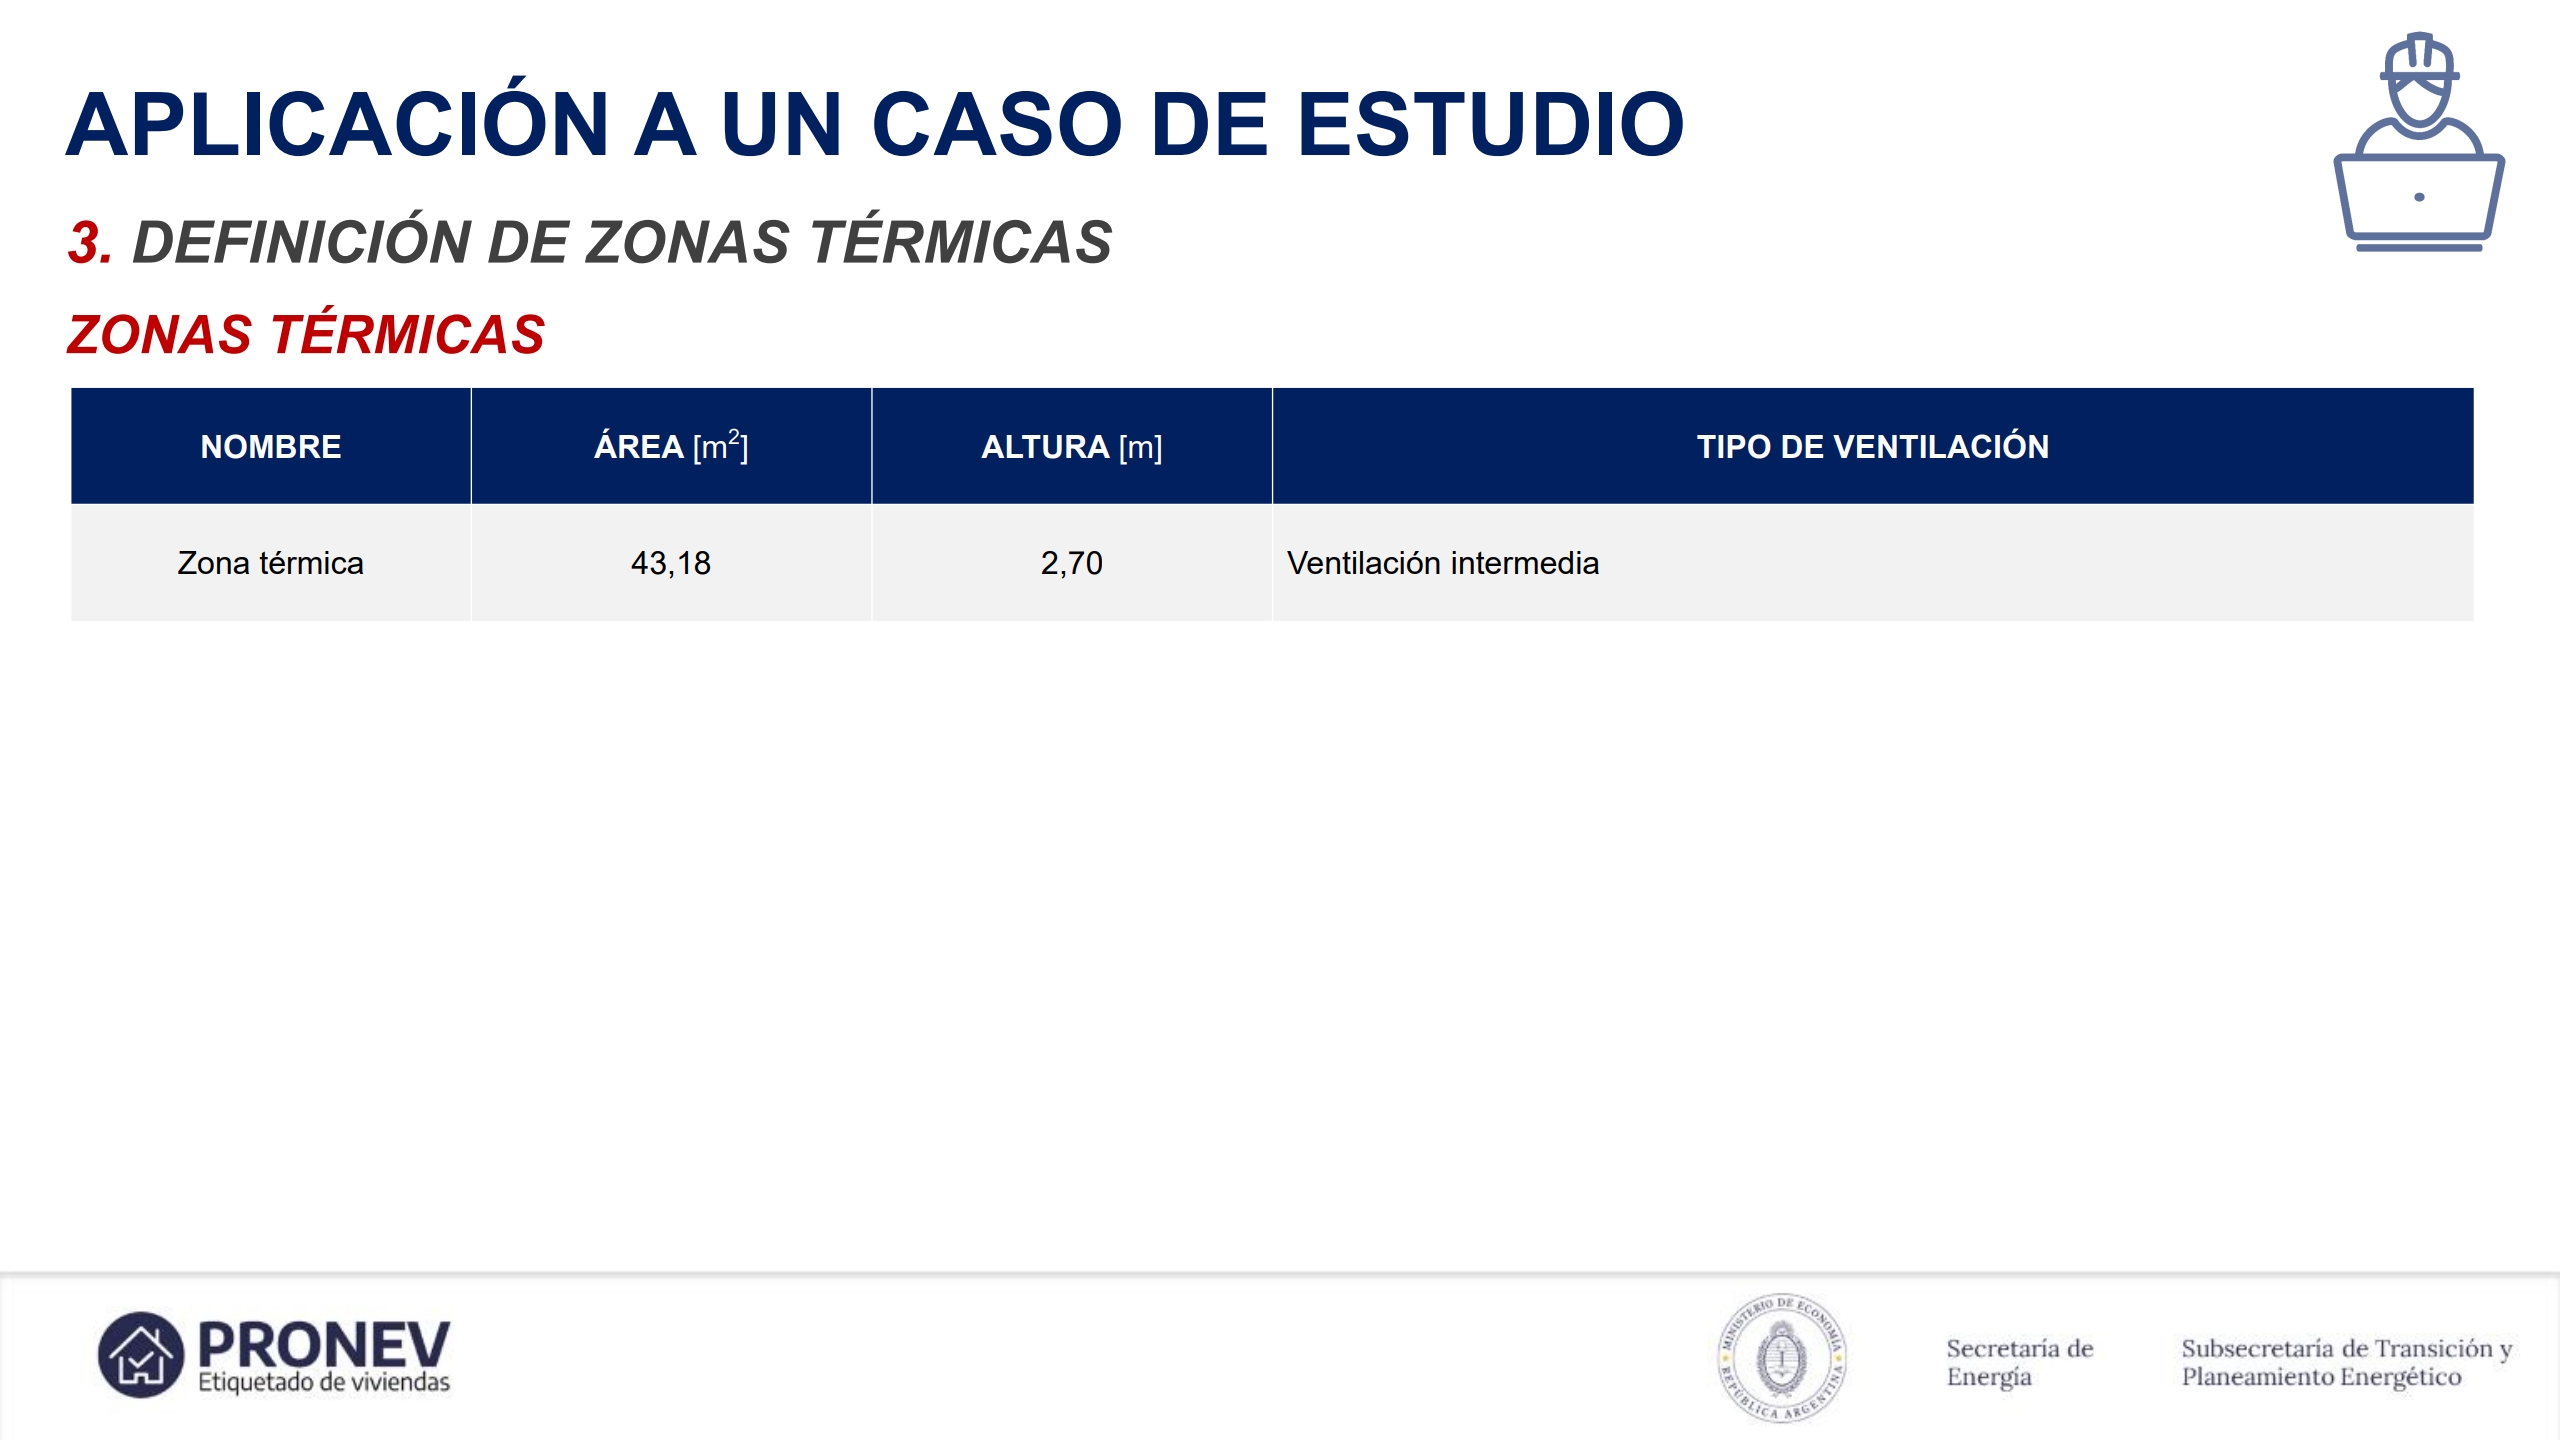 APLICACIÓN A UN CASO DE ESTUDIO
3. DEFINICIÓN DE ZONAS TÉRMICAS
ZONAS TÉRMICAS
NOMBRE ÁREA [m²] ALTURA [m] TIPO DE VENTILACIÓN
Zona térmica 43,18 2,70 Ventilación intermedia
PRONEV
Etiquetado de viviendas
MINISTERIO DE ECONOMÍA
REPÚBLICA ARGENTINA
Secretaría de
Energía
Subsecretaría de Transición y
Planeamiento Energético